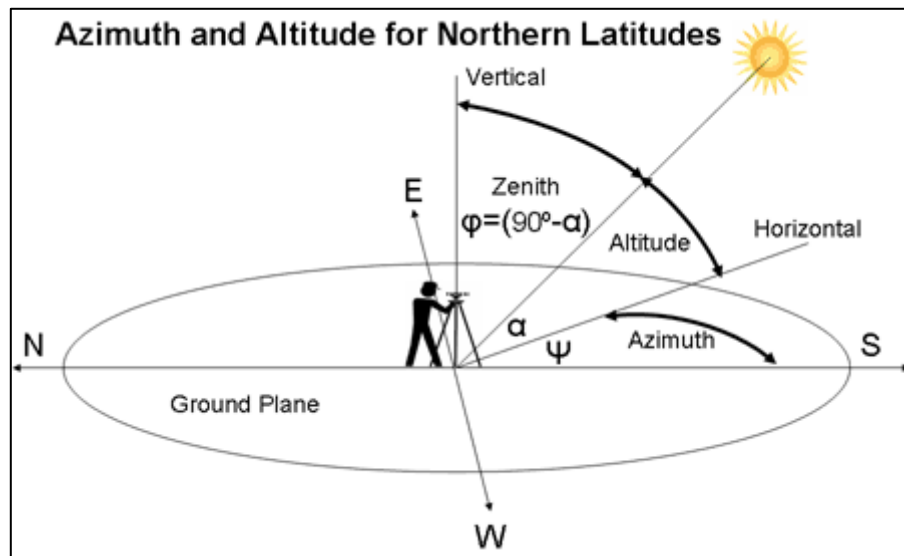 Azimuth and Altitude for Northern Latitudes
Vertical
E
Zenith
φ=(90º-α)
Altitude
Horizontal
α
Ψ
Azimuth
N
S
Ground Plane
W